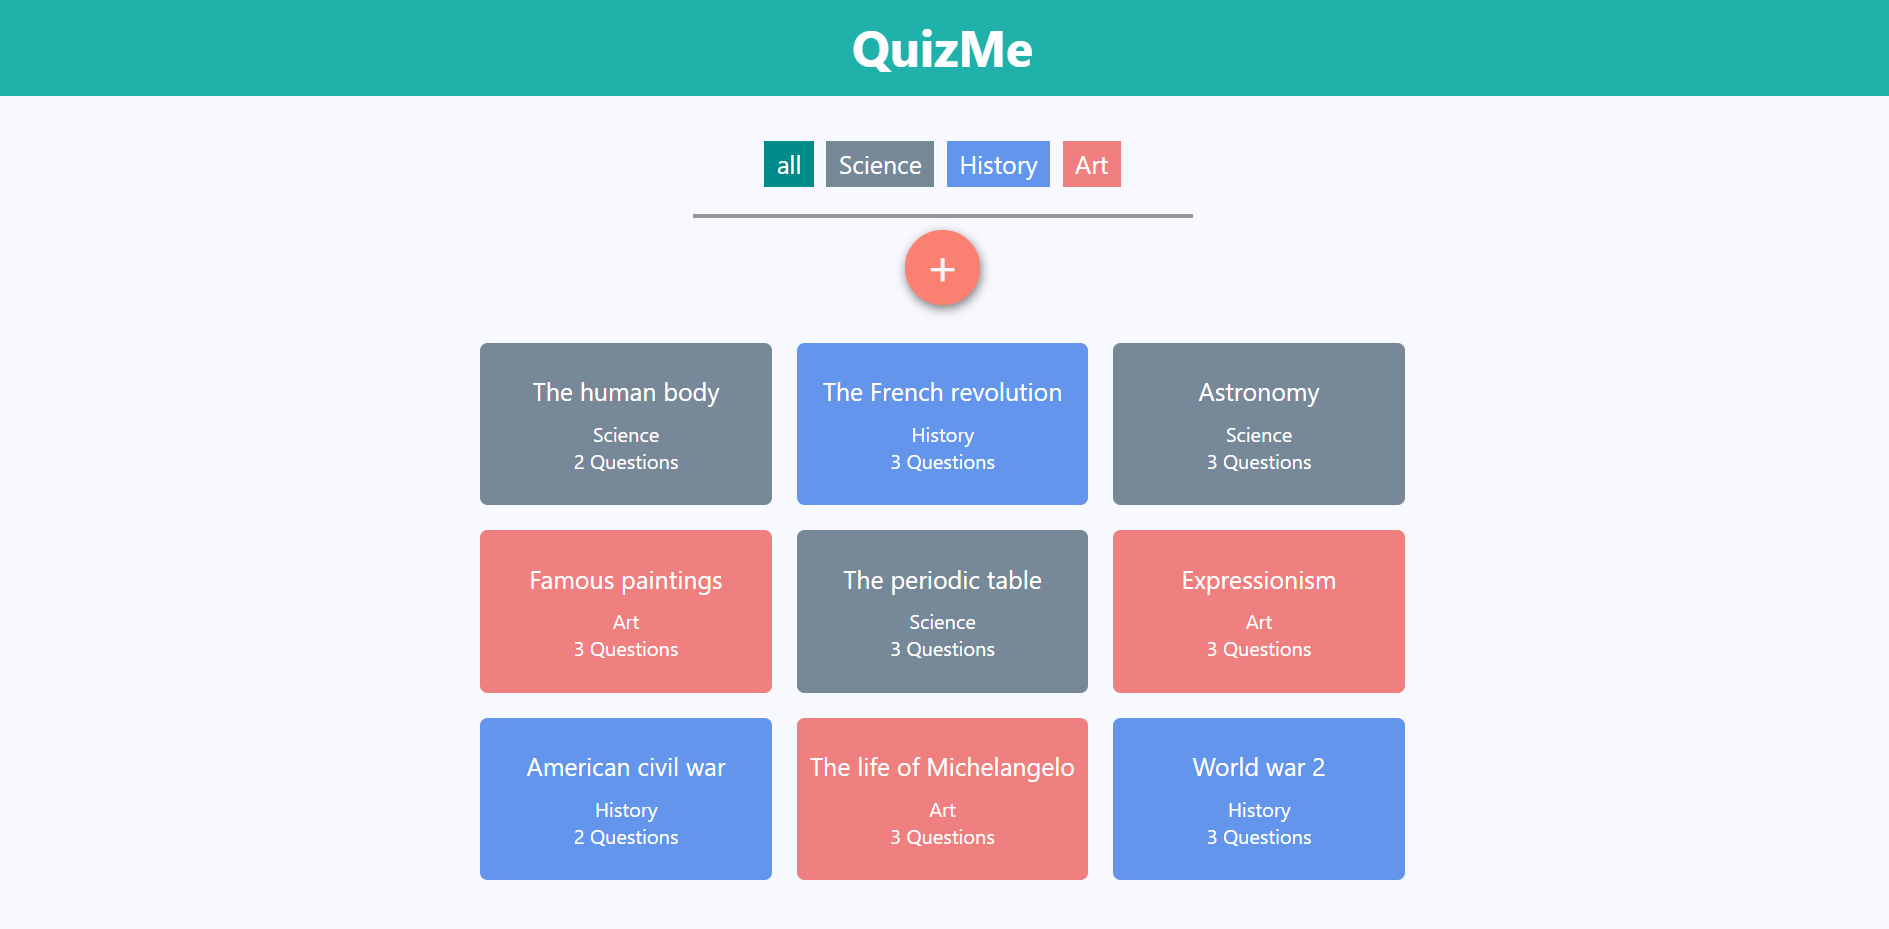 QuizMe
all Science History Art
+
The human body
Science
2 Questions
The French revolution
History
3 Questions
Astronomy
Science
3 Questions
Famous paintings
Art
3 Questions
The periodic table
Science
3 Questions
Expressionism
Art
3 Questions
American civil war
History
2 Questions
The life of Michelangelo
Art
3 Questions
World war 2
History
3 Questions